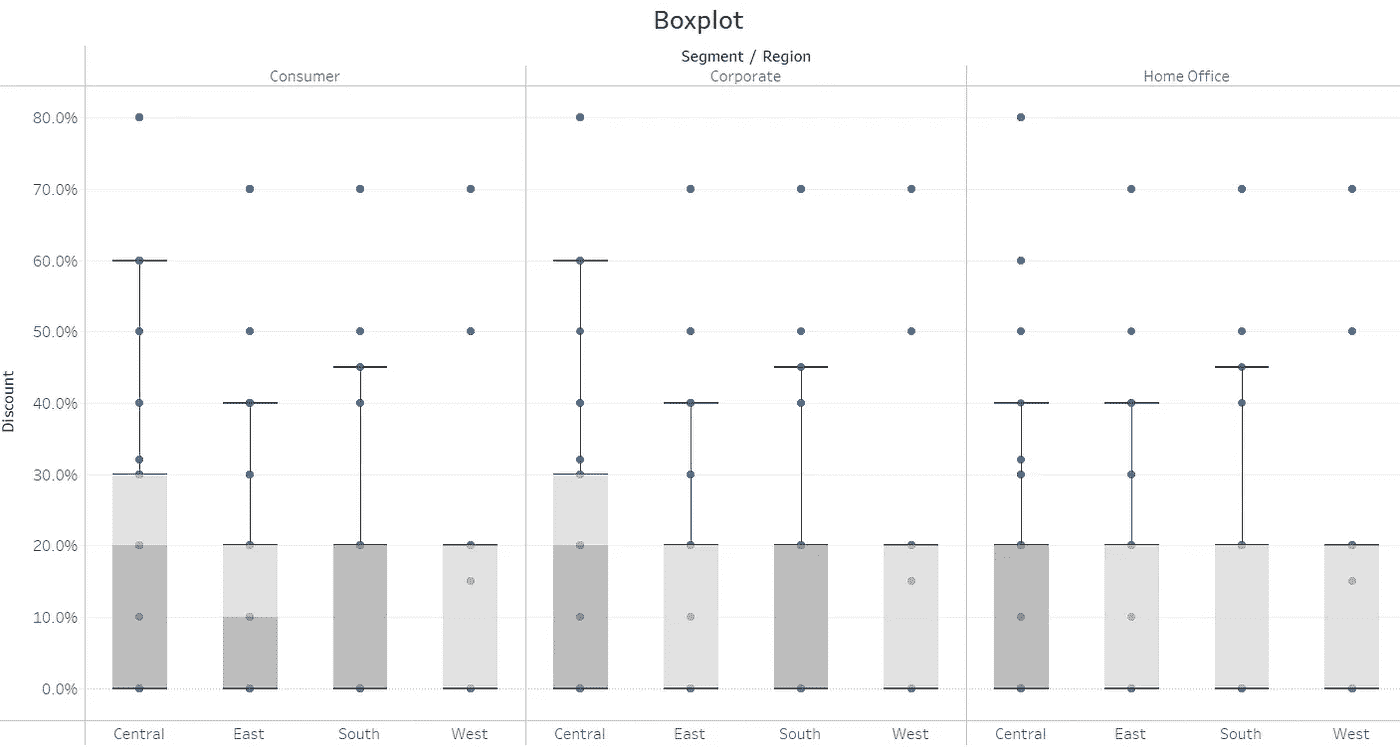 Boxplot
Segment / Region
Consumer Corporate Home Office
80.0%
70.0%
60.0%
50.0%
40.0%
30.0%
20.0%
10.0%
0.0%
Discount
Central East South West Central East South West Central East South West